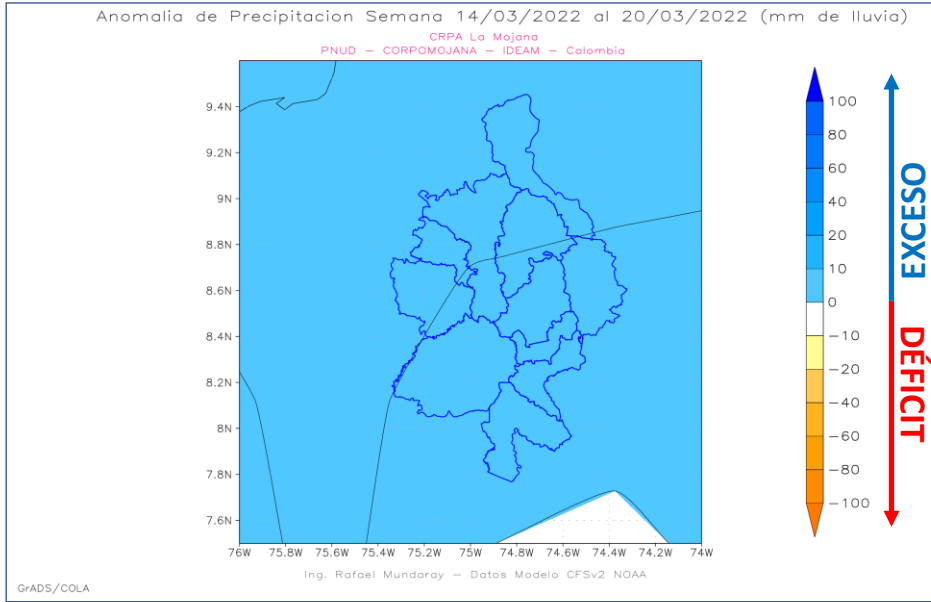 Anomalia de Precipitacion Semana 14/03/2022 al 20/03/2022 (mm de lluvia)
CRPA La Mojana
PNUD – CORPOMOJANA – IDEAM – Colombia
9.4N
9.2N
9N
8.8N
8.6N
8.4N
8.2N
8N
7.8N
7.6N
76W 75.8W 75.6W 75.4W 75.2W 75W 74.8W 74.6W 74.4W 74.2W 74W
100
80
60
40
20
10
0
−10
−20
−40
−60
−80
−100
EXCESO
DÉFICIT
Ing. Rafael Mundaray – Datos Modelo CFSv2 NOAA
GrADS/COLA